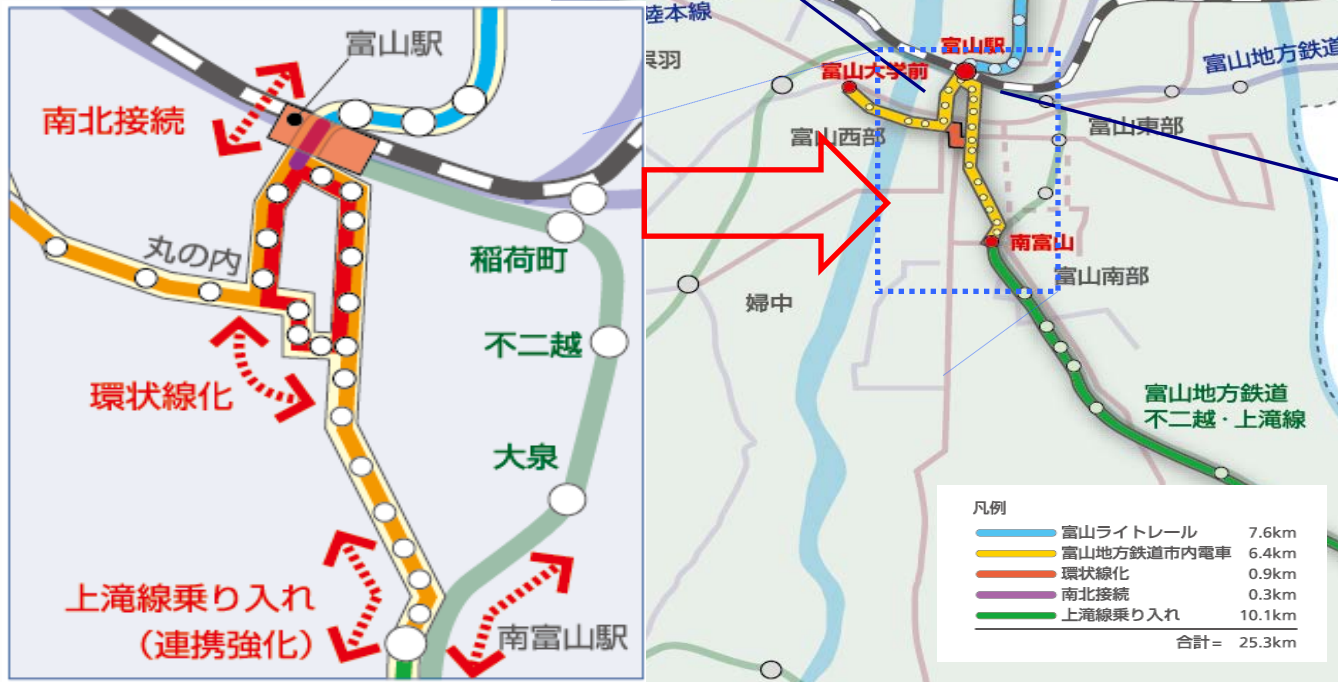 富山駅
南北接続
丸の内
稲荷町
不二越
環状線化
大泉
上滝線乗り入れ
（連携強化）
南富山駅
陸本線
呉羽
富山駅
富山大学前
富山地方鉄道
富山西部
富山東部
南富山
富山南部
婦中
富山地方鉄道
不二越・上滝線
凡例
富山ライトレール 7.6km
富山地方鉄道市内電車 6.4km
環状線化 0.9km
南北接続 0.3km
上滝線乗り入れ 10.1km
合計＝ 25.3km